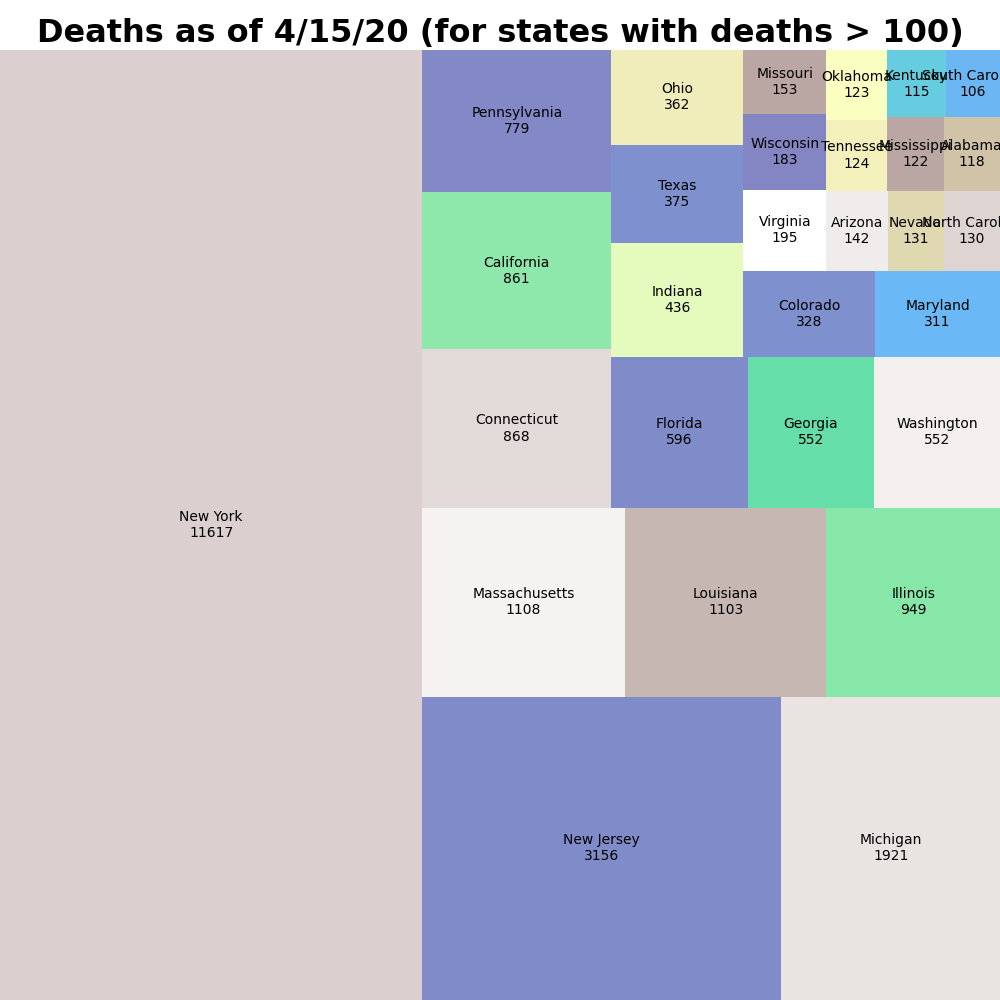 Deaths as of 4/15/20 (for states with deaths > 100)
New York
11617
Pennsylvania
779
California
861
Connecticut
868
Massachusetts
1108
Louisiana
1103
Illinois
949
New Jersey
3156
Michigan
1921
Ohio
362
Texas
375
Indiana
436
Florida
596
Georgia
552
Washington
552
Missouri
153
Wisconsin
183
Virginia
195
Colorado
328
Maryland
311
Oklahoma
123
Kentucky
115
South Caro
106
Tennessee
124
Mississippi
122
Alabama
118
Arizona
142
Nevada
131
North Carol
130